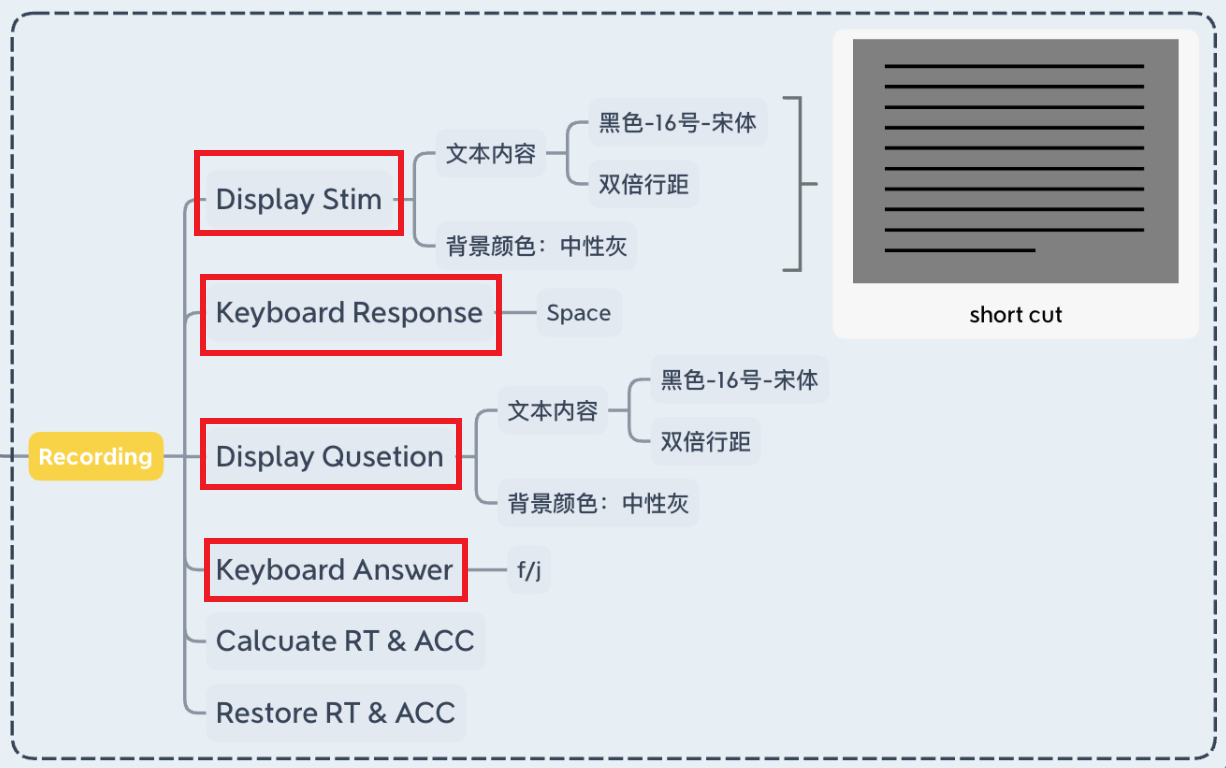 Recording
Display Stim
文本内容
黑色-16号-宋体
双倍行距
背景颜色：中性灰
short cut
Keyboard Response
Space
Display Qusetion
文本内容
黑色-16号-宋体
双倍行距
背景颜色：中性灰
Keyboard Answer
f/j
Calcuate RT & ACC
Restore RT & ACC